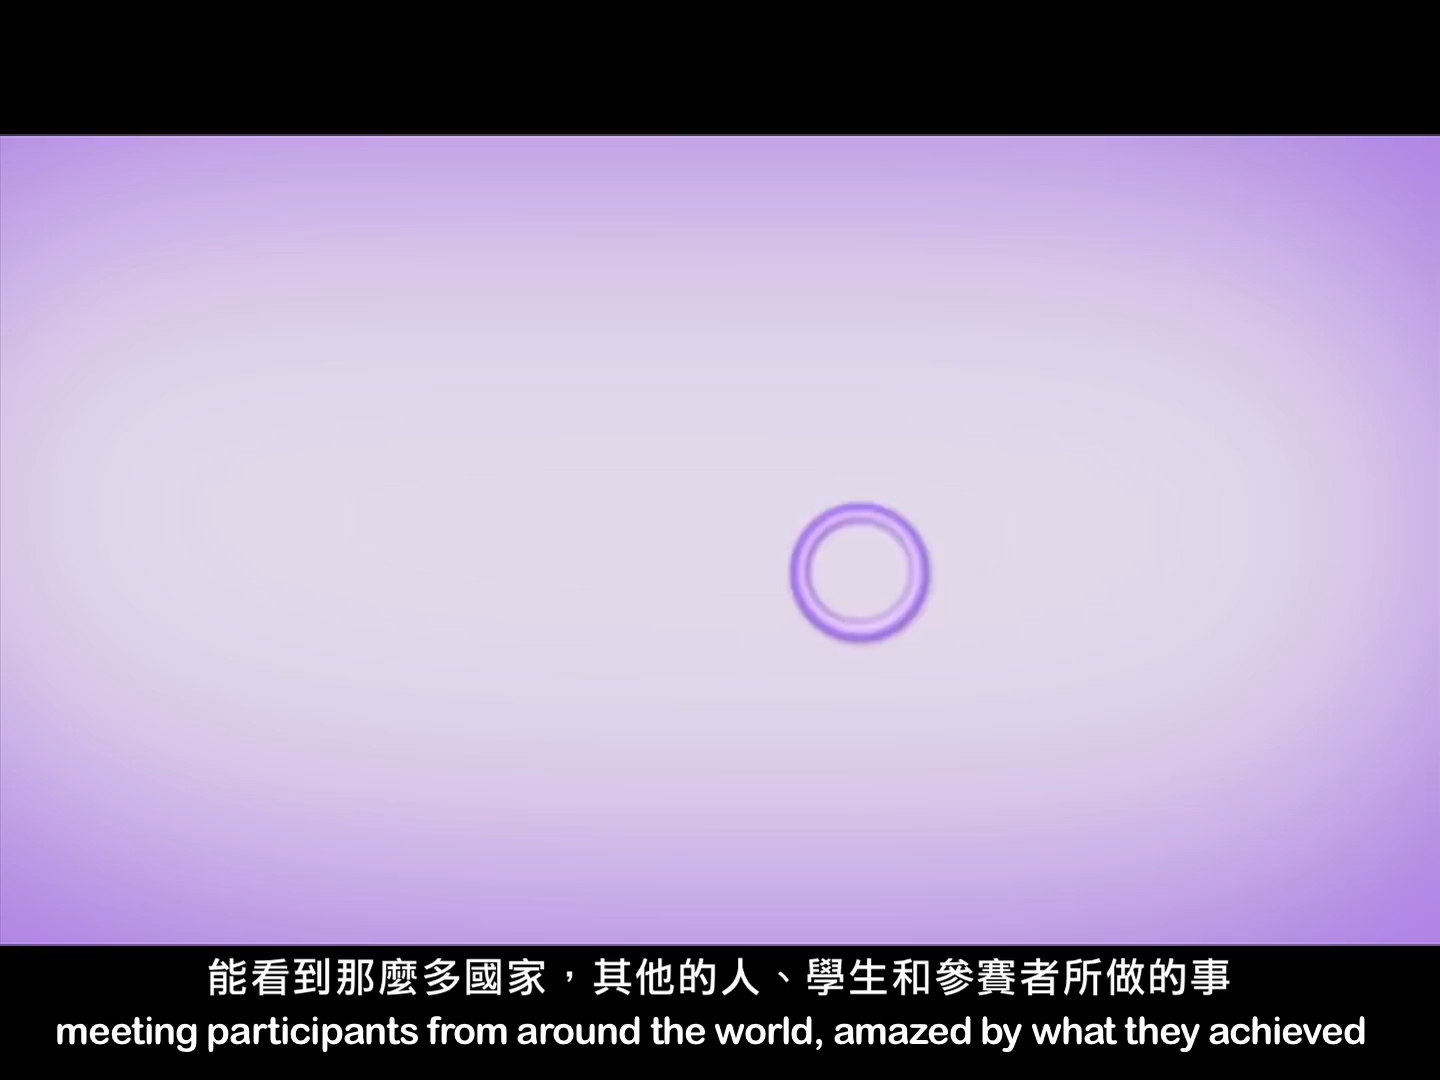 能看到那麼多國家，其他的人、學生和參賽者所做的事
meeting participants from around the world, amazed by what they achieved